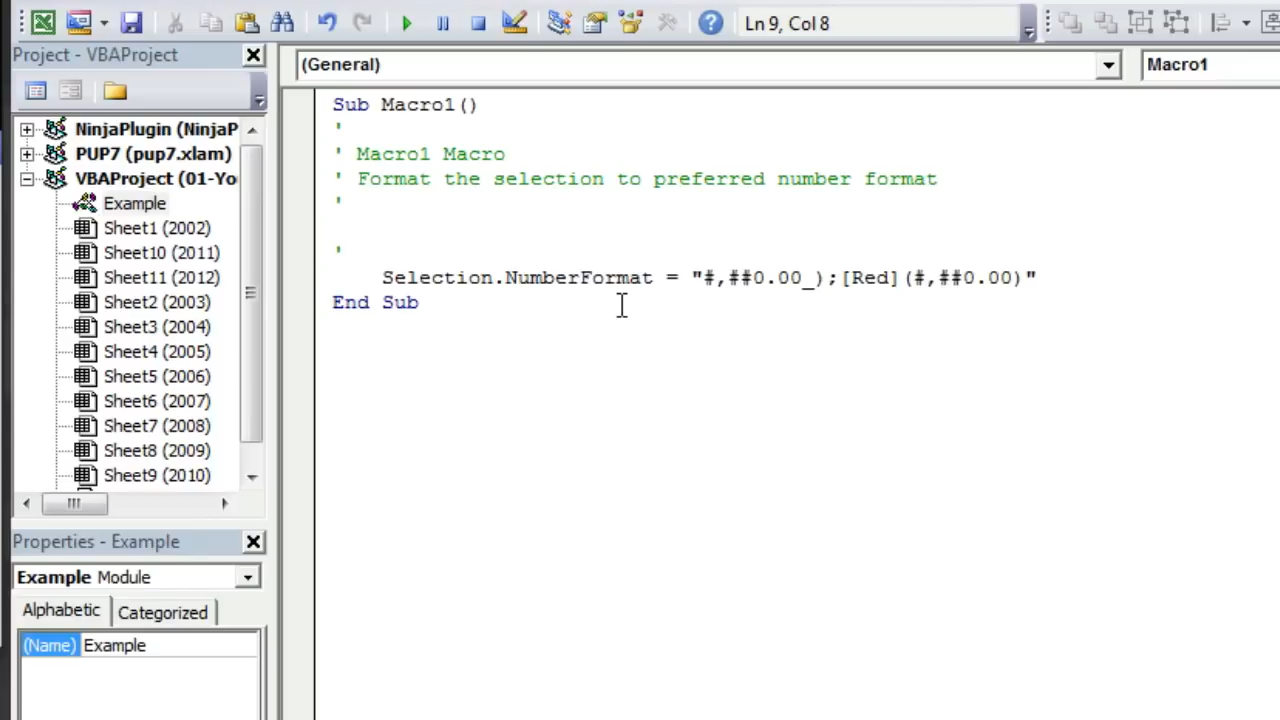 Ln 9, Col 8
Project - VBAProject
(General)
Macro1
NinjaPlugin (NinjaP
PUP7 (pup7.xlam)
VBAProject (01-Yo
Example
Sheet1 (2002)
Sheet10 (2011)
Sheet11 (2012)
Sheet2 (2003)
Sheet3 (2004)
Sheet4 (2005)
Sheet5 (2006)
Sheet6 (2007)
Sheet7 (2008)
Sheet8 (2009)
Sheet9 (2010)
Sub Macro1()
'
' Macro1 Macro
' Format the selection to preferred number format
'
'
Selection.NumberFormat = "#,##0.00_);[Red](#,##0.00)"
End Sub
Properties - Example
Example Module
Alphabetic Categorized
(Name) Example